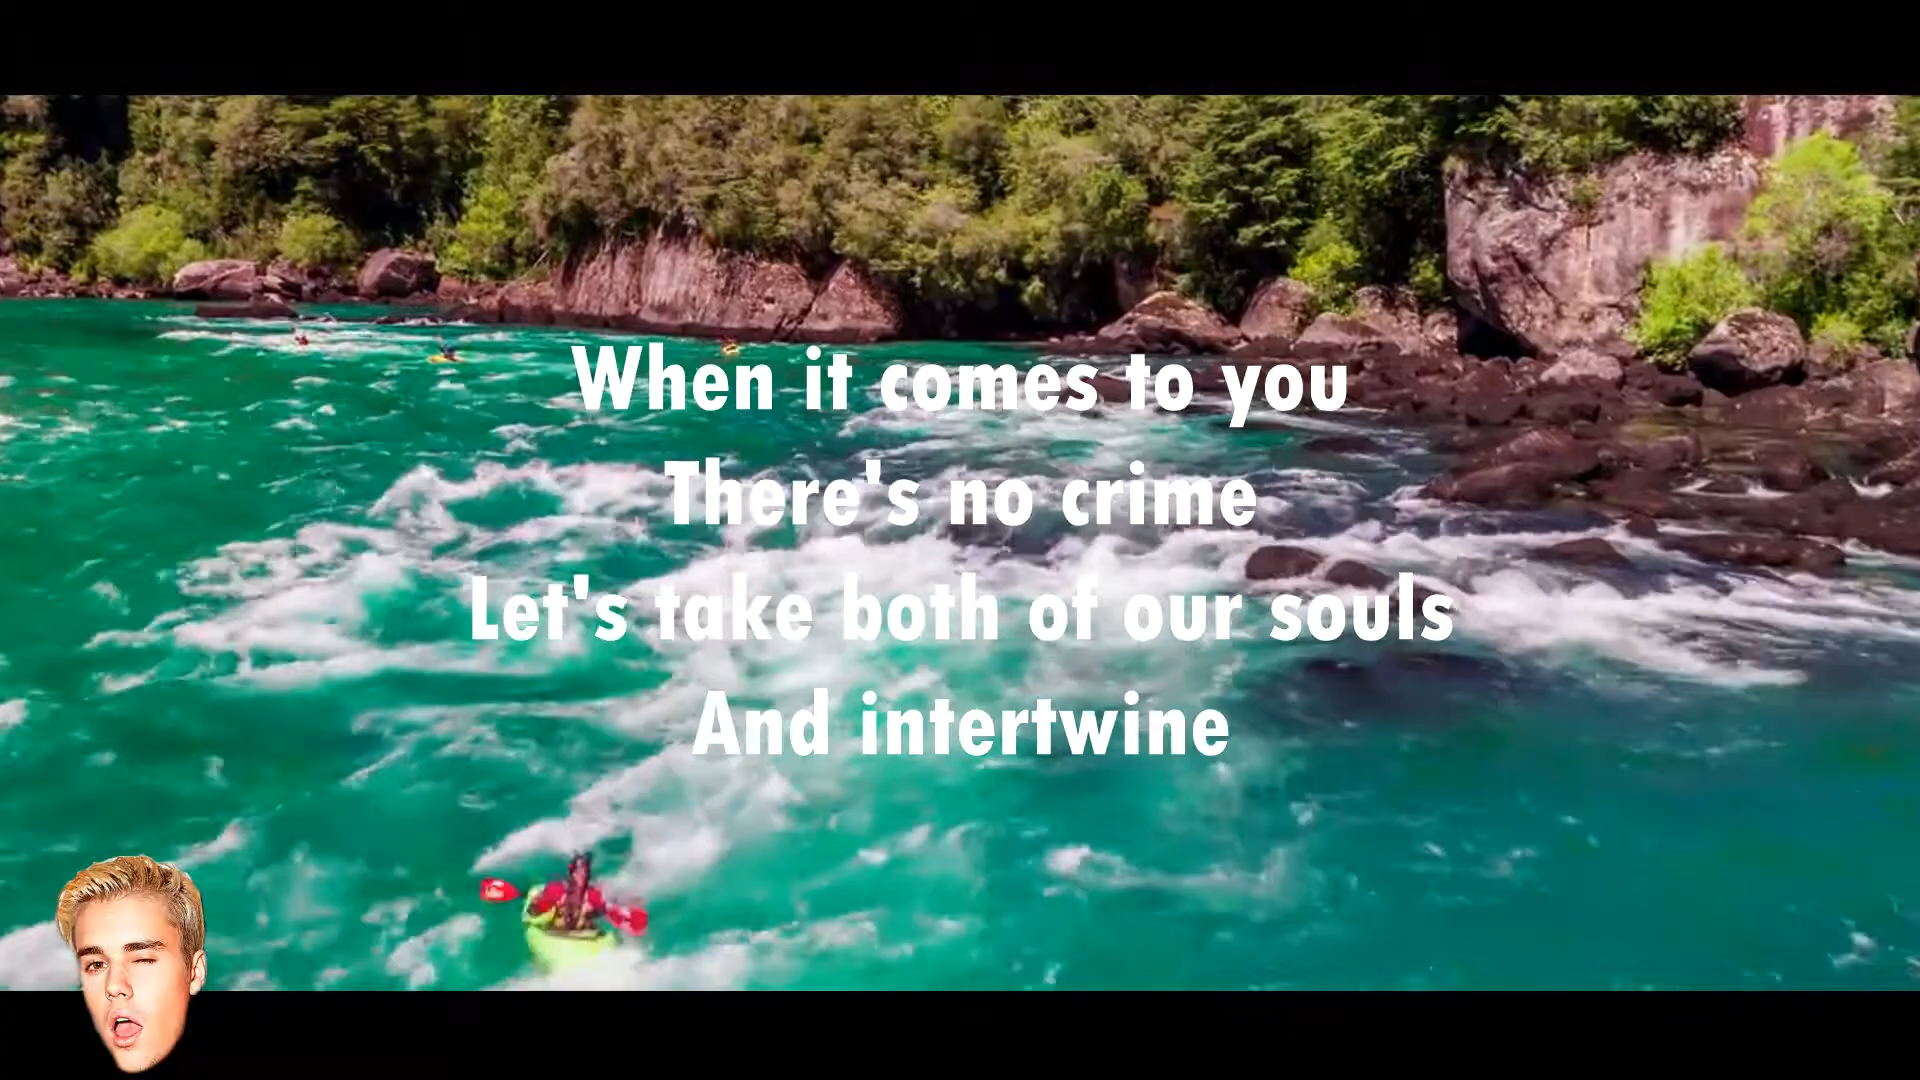 When it comes to you
There's no crime
Let's take both of our souls
And intertwine